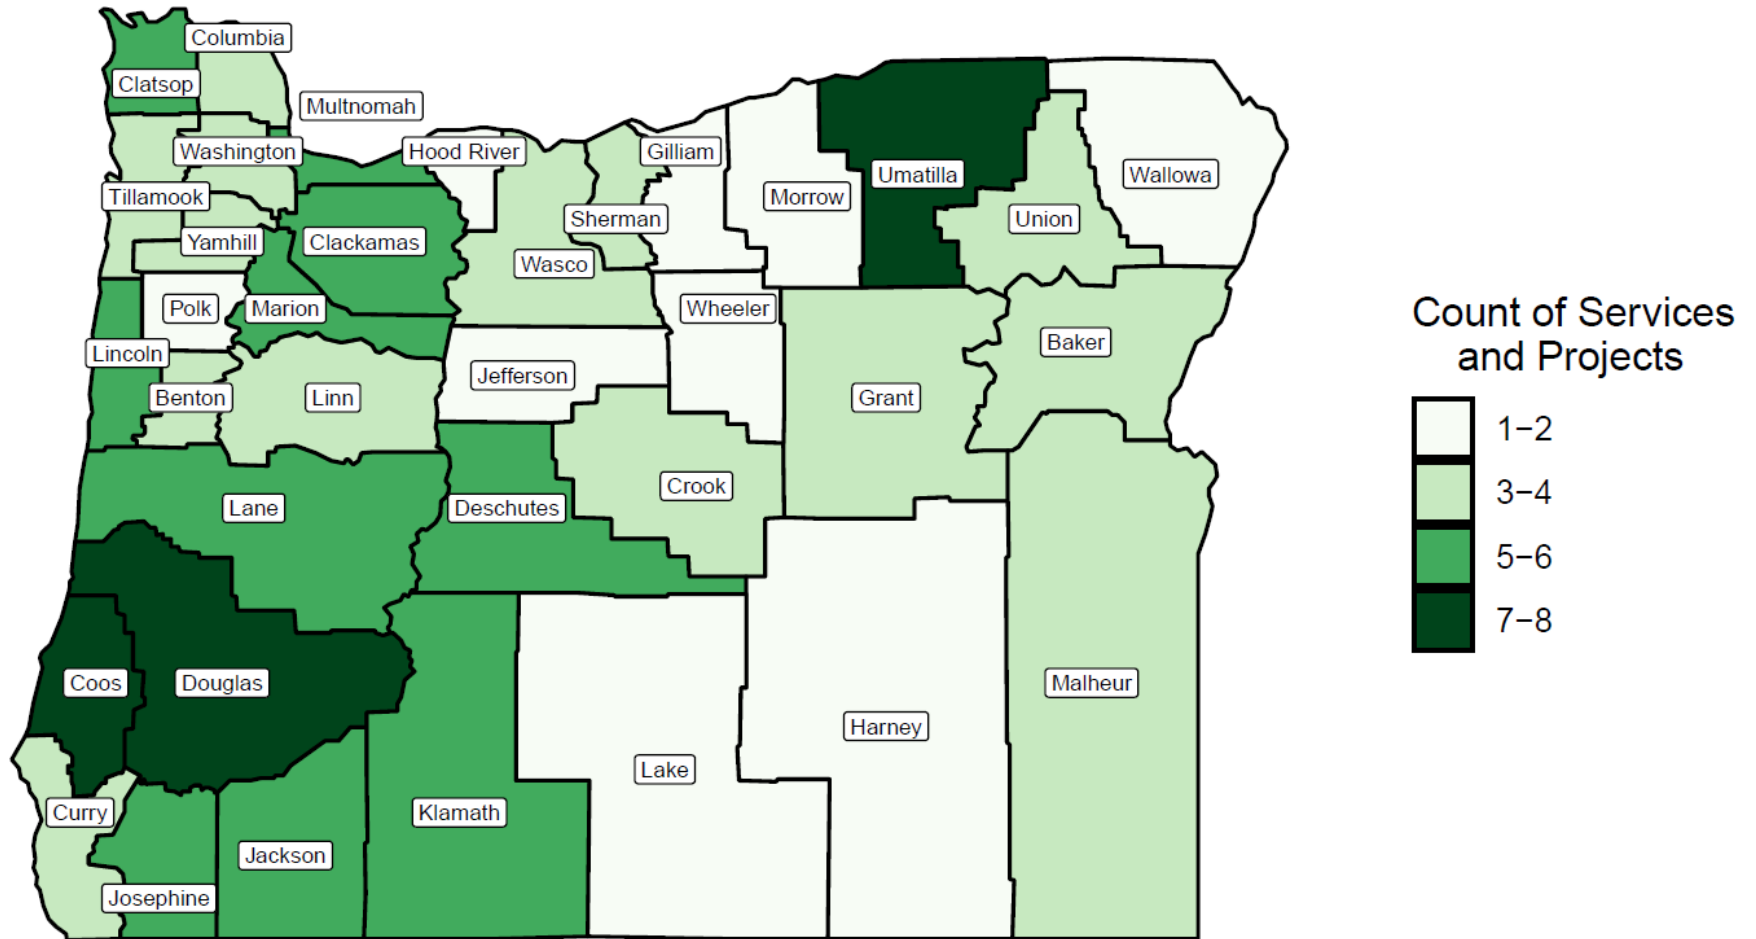 Columbia
Clatsop
Multnomah
Washington
Hood River
Gilliam
Umatilla
Wallowa
Tillamook
Morrow
Sherman
Union
Yamhill
Clackamas
Wasco
Polk
Marion
Wheeler
Lincoln
Baker
Jefferson
Benton
Linn
Grant
Crook
Lane
Deschutes
Coos
Douglas
Malheur
Harney
Lake
Curry
Klamath
Jackson
Josephine
Count of Services
and Projects
1−2
3−4
5−6
7−8